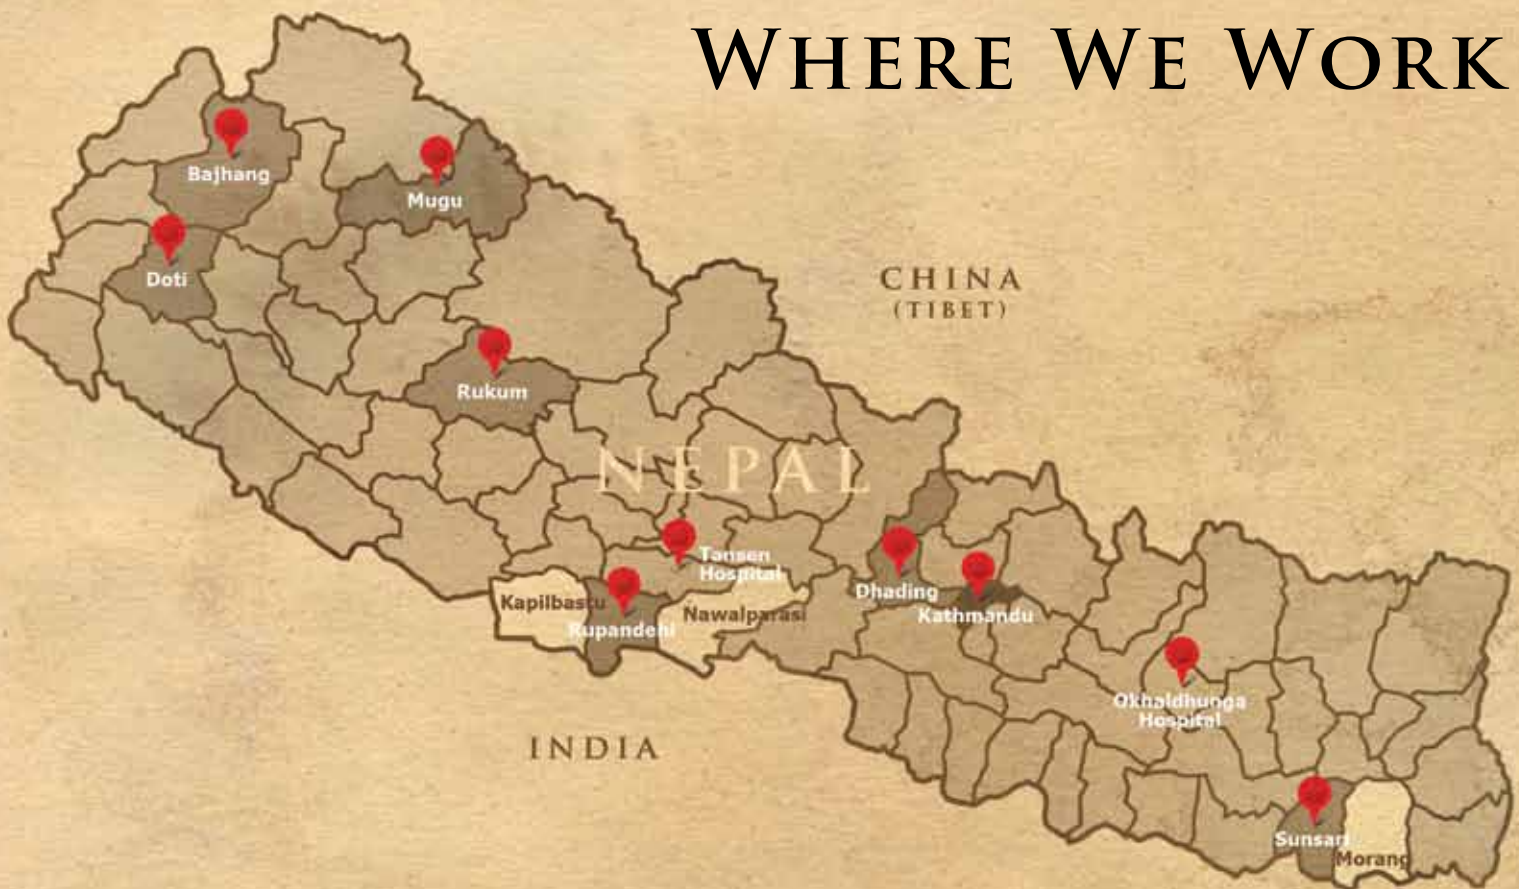 WHERE WE WORK
Bajhang
Mugu
Doti
CHINA
(TIBET)
Rukum
NEPAL
Tansen
Hospital
Dhading
Kapilbastu
Nawalparasi
Kathmandu
Rupandehi
Okhaldhunga
Hospital
INDIA
Sunsari
Morang